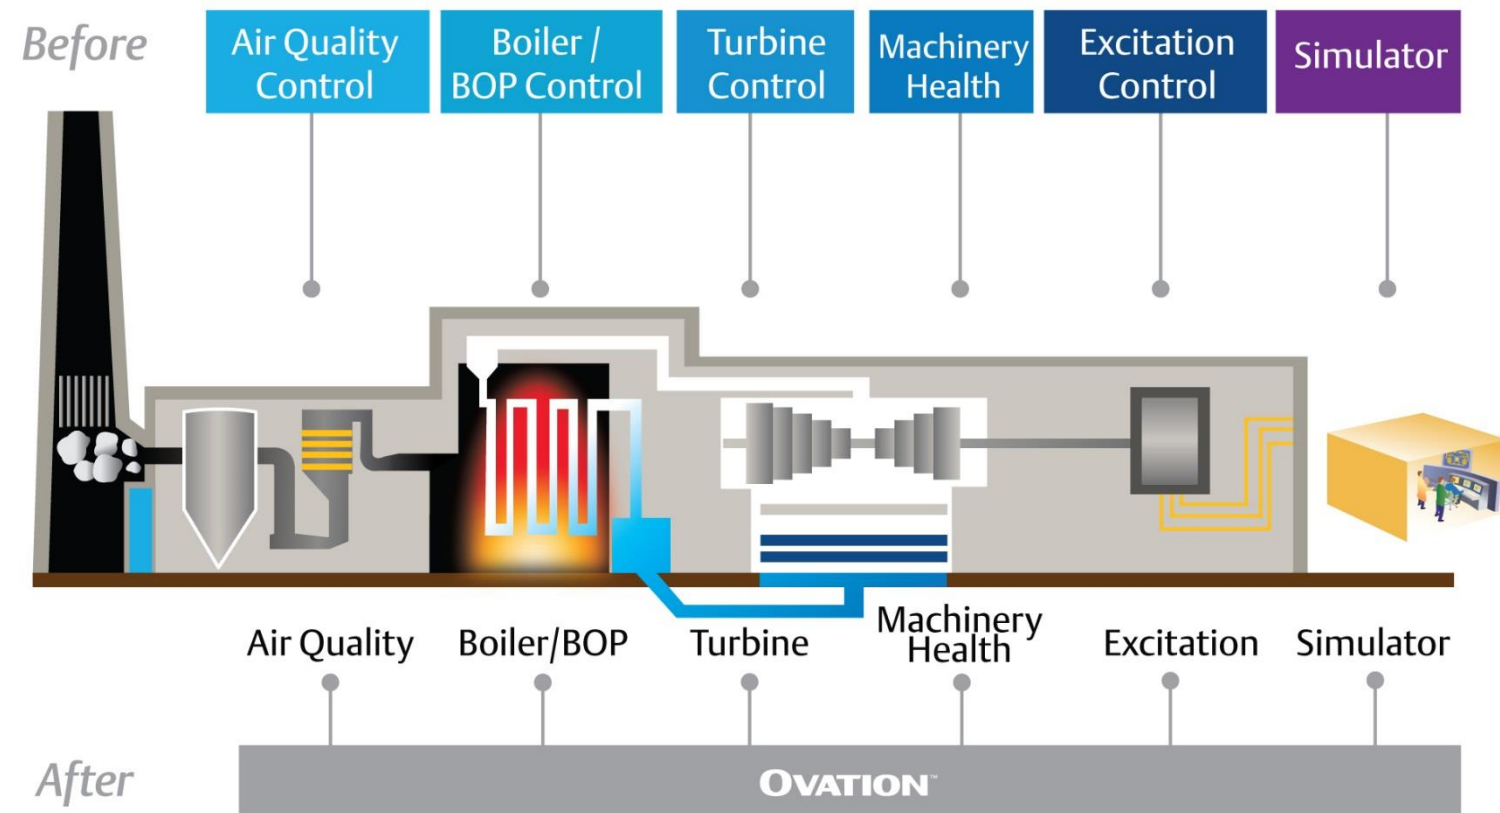 Before
Air Quality
Control
Boiler /
BOP Control
Turbine
Control
Machinery
Health
Excitation
Control
Simulator
Air Quality
Boiler/BOP
Turbine
Machinery
Health
Excitation
Simulator
After
OVATION™